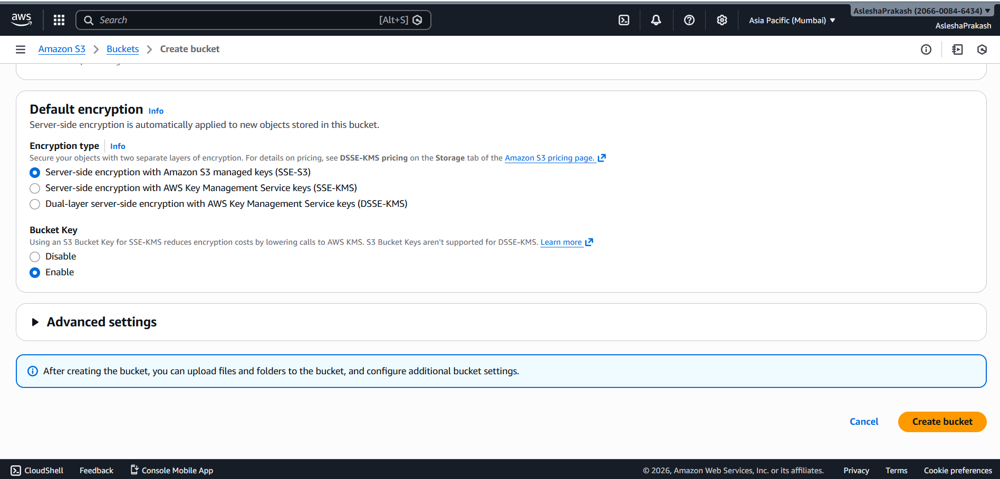 aws
Search [Alt+S]
Asia Pacific (Mumbai)
AsleshaPrakash (2066-0084-6434)
AsleshaPrakash
Amazon S3 > Buckets > Create bucket
Default encryption Info
Server-side encryption is automatically applied to new objects stored in this bucket.
Encryption type Info
Secure your objects with two separate layers of encryption. For details on pricing, see DSSE-KMS pricing on the Storage tab of the Amazon S3 pricing page.
Server-side encryption with Amazon S3 managed keys (SSE-S3)
Server-side encryption with AWS Key Management Service keys (SSE-KMS)
Dual-layer server-side encryption with AWS Key Management Service keys (DSSE-KMS)
Bucket Key
Using an S3 Bucket Key for SSE-KMS reduces encryption costs by lowering calls to AWS KMS. S3 Bucket Keys aren't supported for DSSE-KMS. Learn more
Disable
Enable
Advanced settings
After creating the bucket, you can upload files and folders to the bucket, and configure additional bucket settings.
Cancel
Create bucket
CloudShell Feedback Console Mobile App © 2026, Amazon Web Services, Inc. or its affiliates. Privacy Terms Cookie preferences